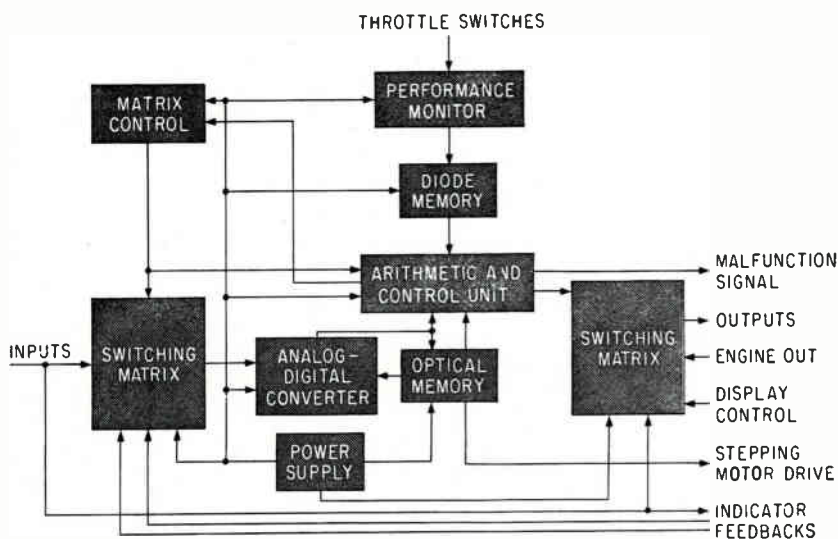 THROTTLE SWITCHES
MATRIX
CONTROL
PERFORMANCE
MONITOR
DIODE
MEMORY
ARITHMETIC AND
CONTROL UNIT
MALFUNCTION
SIGNAL
INPUTS
SWITCHING
MATRIX
ANALOG-
DIGITAL
CONVERTER
OPTICAL
MEMORY
SWITCHING
MATRIX
OUTPUTS
ENGINE OUT
DISPLAY
CONTROL
POWER
SUPPLY
STEPPING
MOTOR DRIVE
INDICATOR
FEEDBACKS